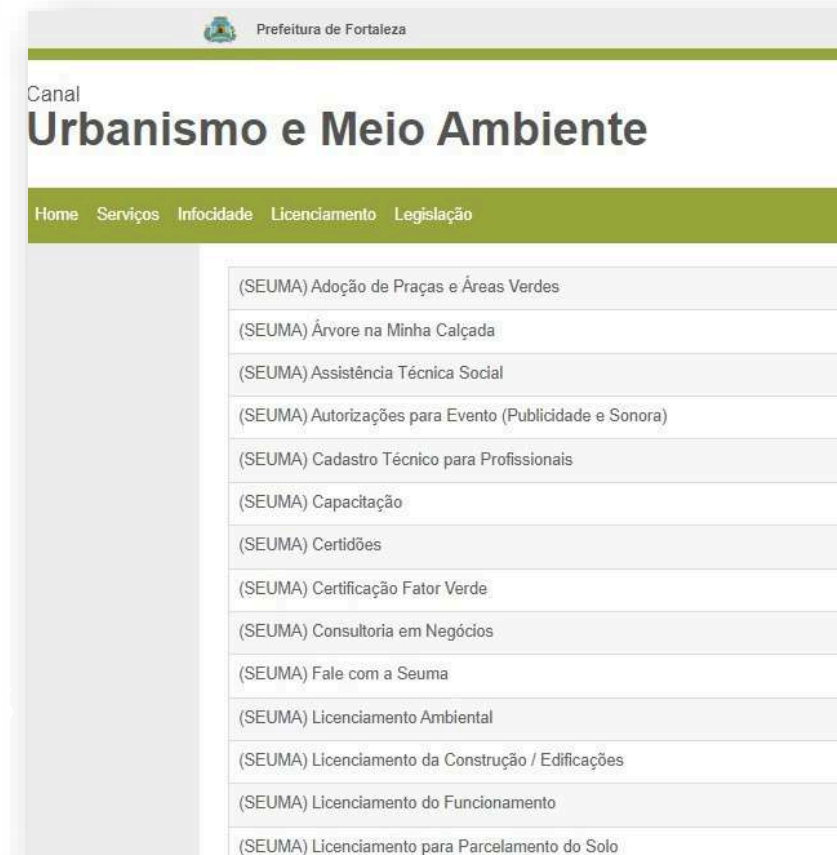 Prefeitura de Fortaleza
Canal
Urbanismo e Meio Ambiente
Home Serviços Infocidade Licenciamento Legislação
(SEUMA) Adoção de Praças e Áreas Verdes
(SEUMA) Árvore na Minha Calçada
(SEUMA) Assistência Técnica Social
(SEUMA) Autorizações para Evento (Publicidade e Sonora)
(SEUMA) Cadastro Técnico para Profissionais
(SEUMA) Capacitação
(SEUMA) Certidões
(SEUMA) Certificação Fator Verde
(SEUMA) Consultoria em Negócios
(SEUMA) Fale com a Seuma
(SEUMA) Licenciamento Ambiental
(SEUMA) Licenciamento da Construção / Edificações
(SEUMA) Licenciamento do Funcionamento
(SEUMA) Licenciamento para Parcelamento do Solo